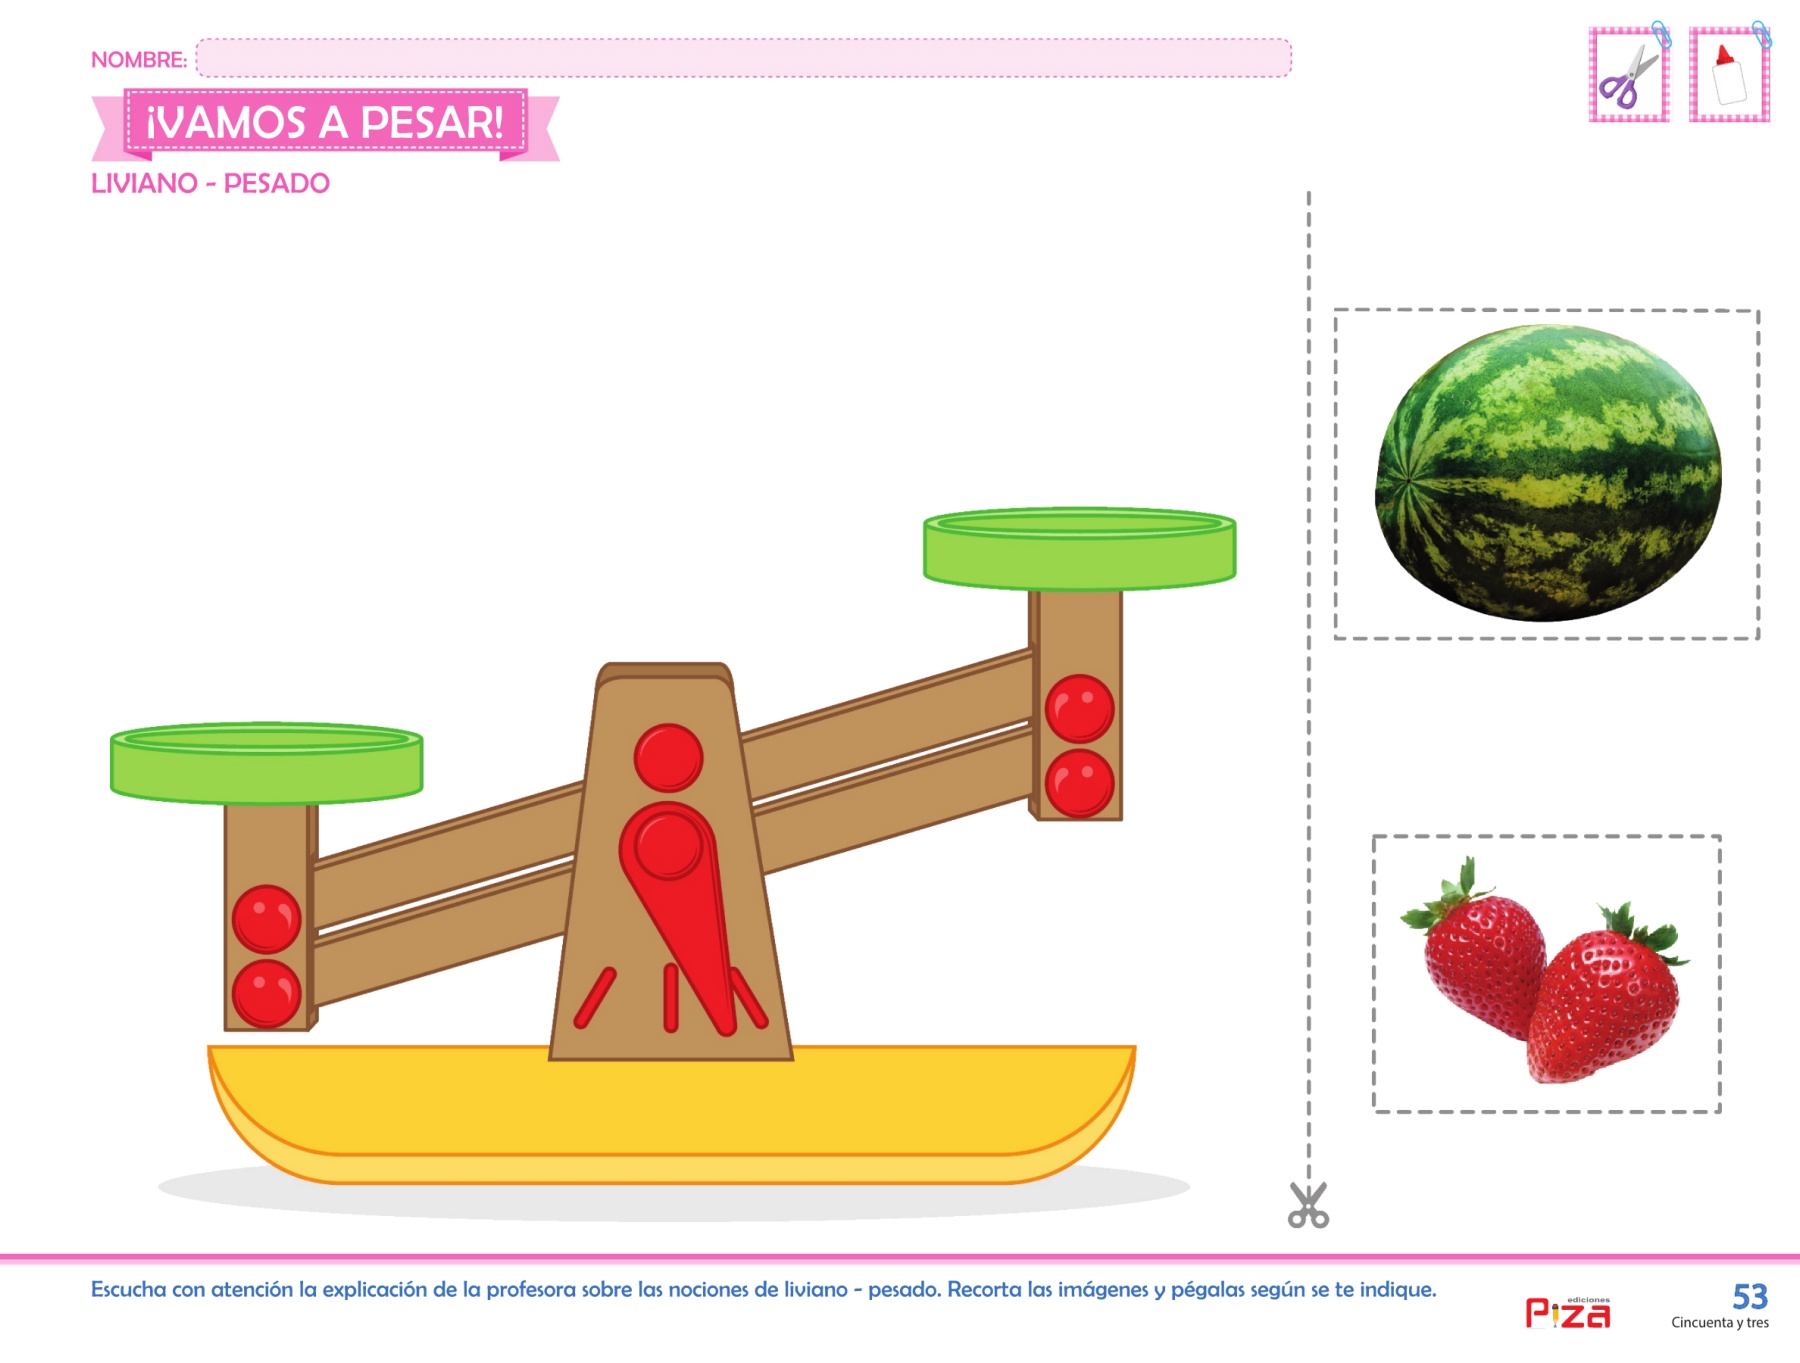 NOMBRE:
¡VAMOS A PESAR!
LIVIANO - PESADO
Escucha con atención la explicación de la profesora sobre las nociones de liviano - pesado. Recorta las imágenes y pégalas según se te indique.
ediciones
Piza
53
Cincuenta y tres